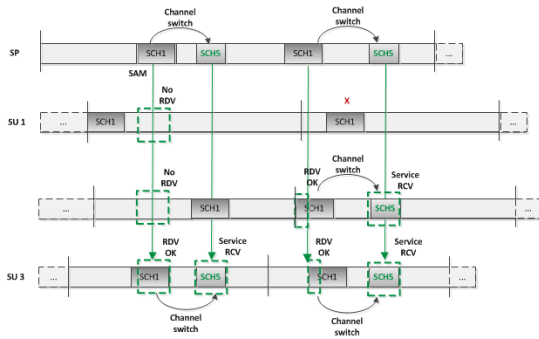 Channel
switch
Channel
switch
SP
SCH1
SCH5
SCH1
SCH5
...
SAM
No
RDV
X
SU 1
...
SCH1
SCH1
...
No
RDV
RDV
OK
Channel
switch
Service
RCV
...
SCH1
SCH1
SCH5
...
RDV
OK
Service
RCV
RDV
OK
Service
RCV
SU 3
...
SCH1
SCH5
SCH1
SCH5
...
Channel
switch
Channel
switch